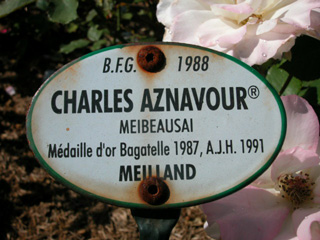 B.F.G. 1988
CHARLES AZNAVOUR®
MEIBEAUSAI
Médaille d'or Bagatelle 1987, A.J.H. 1991
MEILLAND